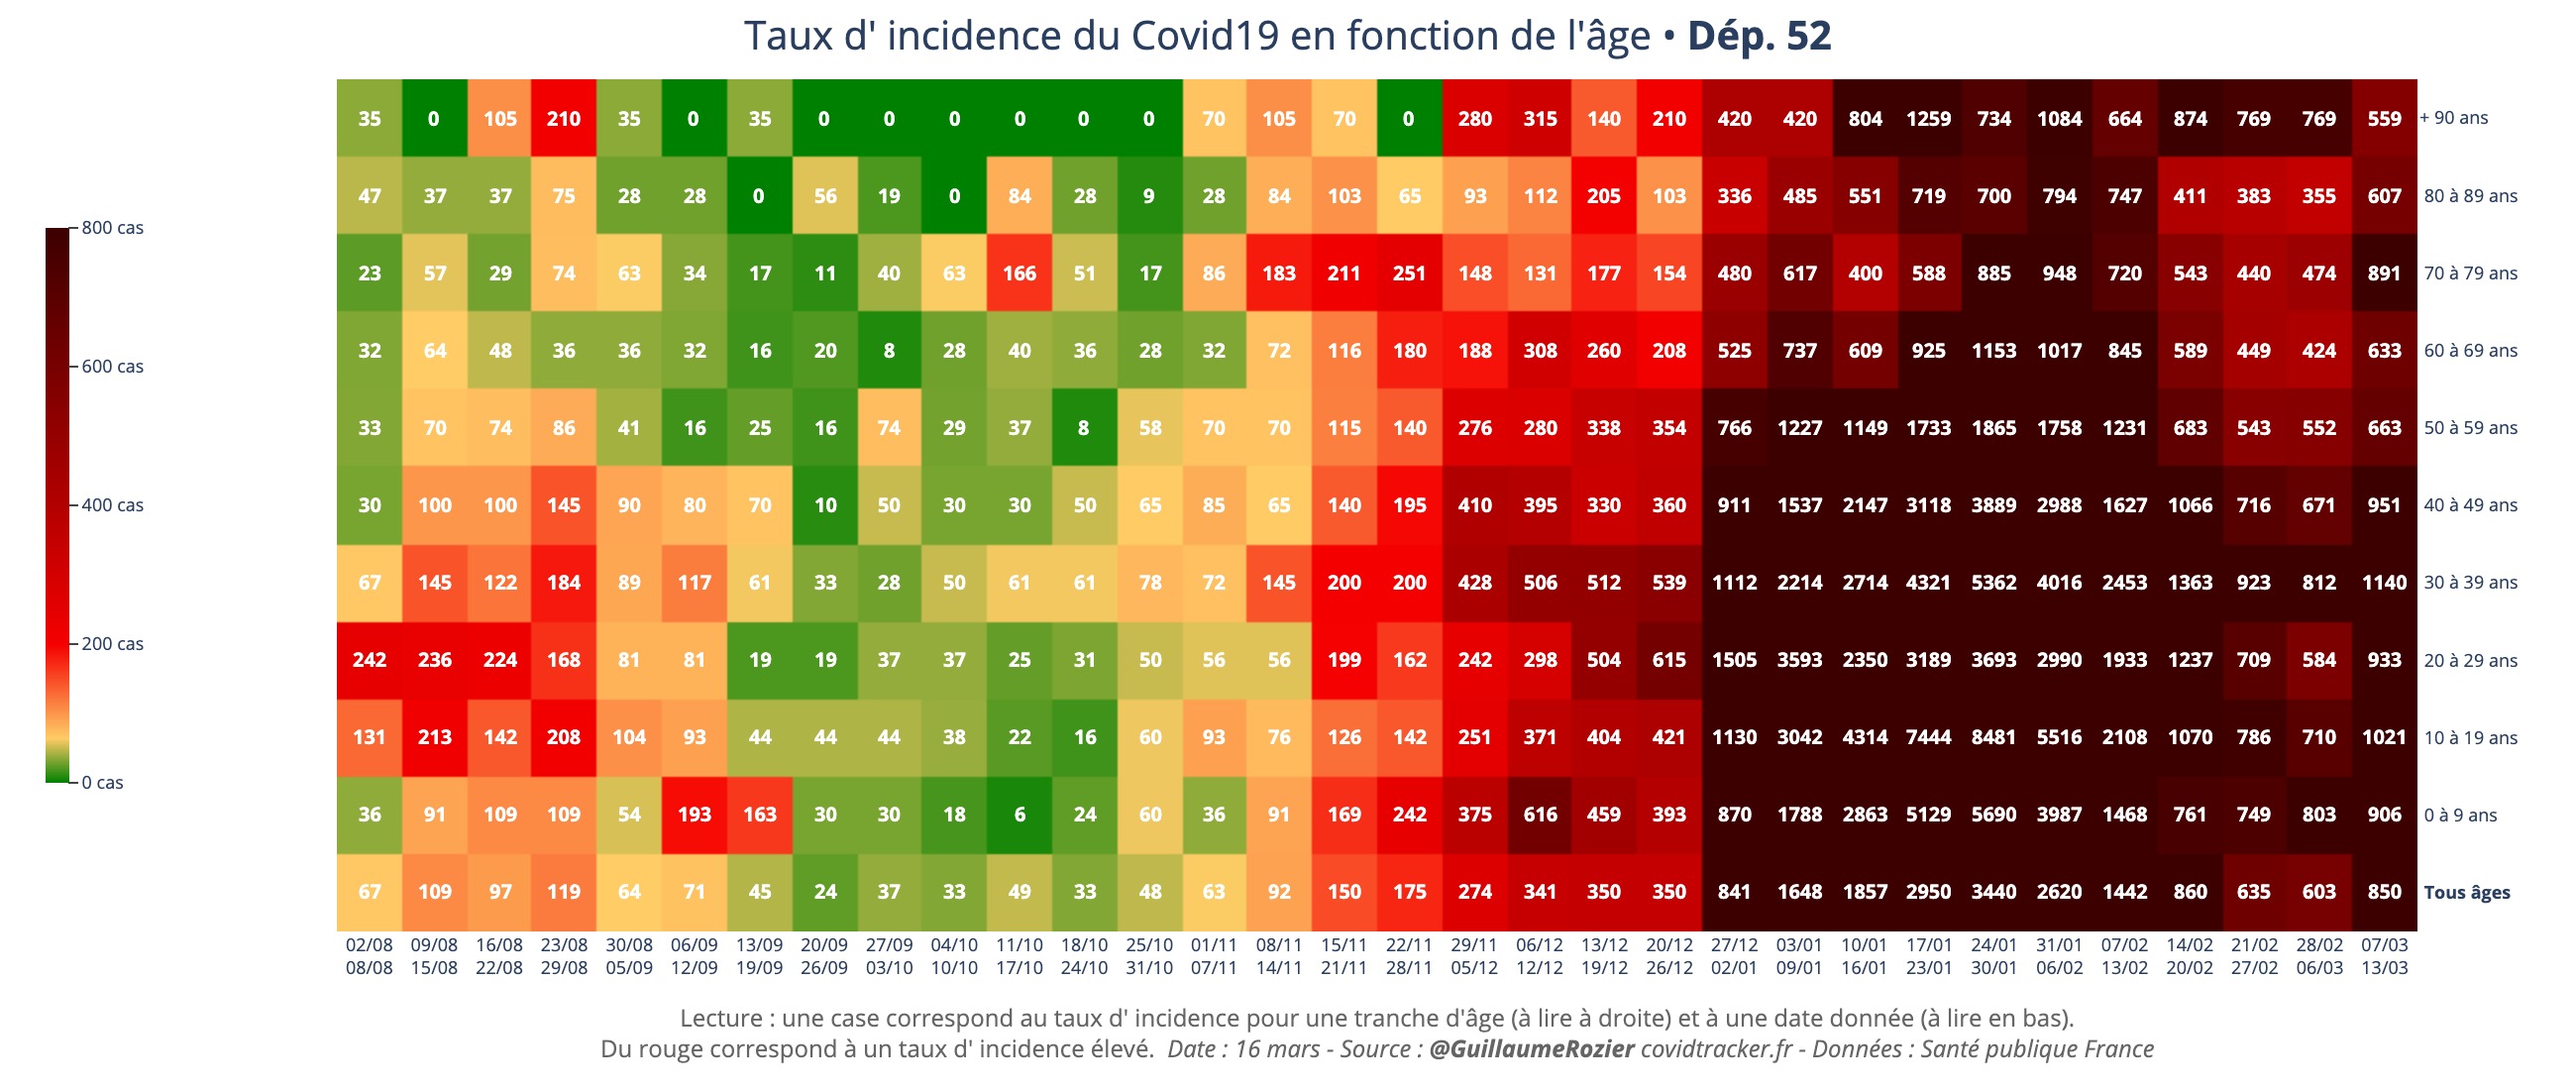 Taux d' incidence du Covid19 en fonction de l'âge • Dép. 52
35 0 105 210 35 0 35 0 0 0 0 0 0 70 105 70 0 280 315 140 210 420 420 804 1259 734 1084 664 874 769 769 559 + 90 ans
47 37 37 75 28 28 0 56 19 0 84 28 9 28 84 103 65 93 112 205 103 336 485 551 719 700 794 747 411 383 355 607 80 à 89 ans
23 57 29 74 63 34 17 11 40 63 166 51 17 86 183 211 251 148 131 177 154 480 617 400 588 885 948 720 543 440 474 891 70 à 79 ans
32 64 48 36 36 32 16 20 8 28 40 36 28 32 72 116 180 188 308 260 208 525 737 609 925 1153 1017 845 589 449 424 633 60 à 69 ans
33 70 74 86 41 16 25 16 74 29 37 8 58 70 70 115 140 276 280 338 354 766 1227 1149 1733 1865 1758 1231 683 543 552 663 50 à 59 ans
30 100 100 145 90 80 70 10 50 30 30 50 65 85 65 140 195 410 395 330 360 911 1537 2147 3118 3889 2988 1627 1066 716 671 951 40 à 49 ans
67 145 122 184 89 117 61 33 28 50 61 61 78 72 145 200 200 428 506 512 539 1112 2214 2714 4321 5362 4016 2453 1363 923 812 1140 30 à 39 ans
242 236 224 168 81 81 19 19 37 37 25 31 50 56 56 199 162 242 298 504 615 1505 3593 2350 3189 3693 2990 1933 1237 709 584 933 20 à 29 ans
131 213 142 208 104 93 44 44 44 38 22 16 60 93 76 126 142 251 371 404 421 1130 3042 4314 7444 8481 5516 2108 1070 786 710 1021 10 à 19 ans
36 91 109 109 54 193 163 30 30 18 6 24 60 36 91 169 242 375 616 459 393 870 1788 2863 5129 5690 3987 1468 761 749 803 906 0 à 9 ans
67 109 97 119 64 71 45 24 37 33 49 33 48 63 92 150 175 274 341 350 350 841 1648 1857 2950 3440 2620 1442 860 635 603 850 Tous âges
02/08 09/08 16/08 23/08 30/08 06/09 13/09 20/09 27/09 04/10 11/10 18/10 25/10 01/11 08/11 15/11 22/11 29/11 06/12 13/12 20/12 27/12 03/01 10/01 17/01 24/01 31/01 07/02 14/02 21/02 28/02 07/03
08/08 15/08 22/08 29/08 05/09 12/09 19/09 26/09 03/10 10/10 17/10 24/10 31/10 07/11 14/11 21/11 28/11 05/12 12/12 19/12 26/12 02/01 09/01 16/01 23/01 30/01 06/02 13/02 20/02 27/02 06/03 13/03
800 cas
600 cas
400 cas
200 cas
0 cas
Lecture : une case correspond au taux d' incidence pour une tranche d'âge (à lire à droite) et à une date donnée (à lire en bas).
Du rouge correspond à un taux d' incidence élevé. Date : 16 mars - Source : @GuillaumeRozier covidtracker.fr - Données : Santé publique France